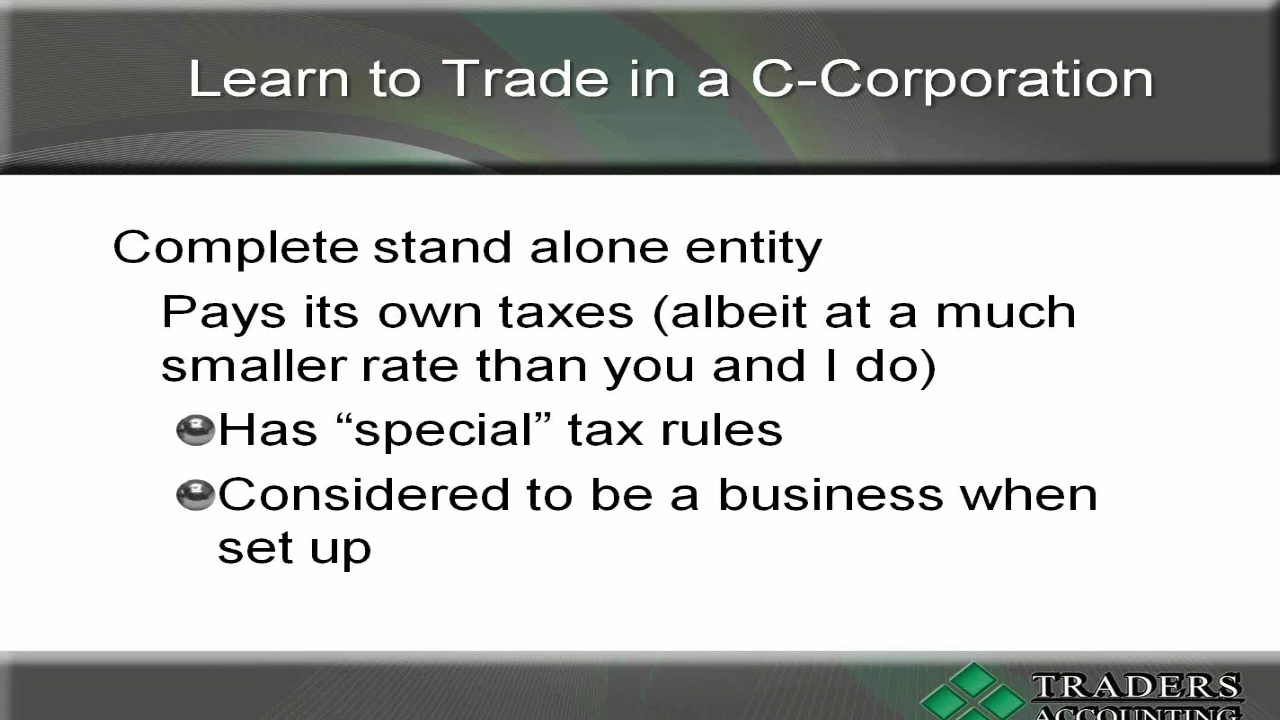 Learn to Trade in a C-Corporation
Complete stand alone entity
Pays its own taxes (albeit at a much
smaller rate than you and I do)
Has “special” tax rules
Considered to be a business when
set up
TRADERS
ACCOUNTING